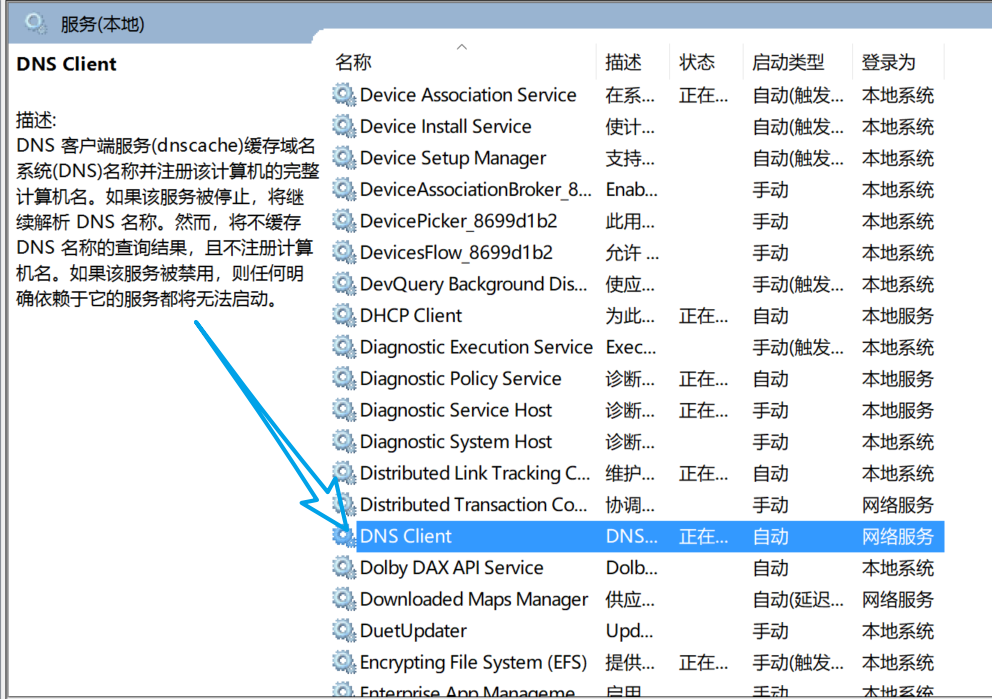 服务(本地)
DNS Client
描述:
DNS 客户端服务(dnscache)缓存域名
系统(DNS)名称并注册该计算机的完整
计算机名。如果该服务被停止，将继
续解析 DNS 名称。然而，将不缓存
DNS 名称的查询结果，且不注册计算
机名。如果该服务被禁用，则任何明
确依赖于它的服务都将无法启动。
名称 描述 状态 启动类型 登录为
Device Association Service 在系... 正在... 自动(触发... 本地系统
Device Install Service 使计... 自动(触发... 本地系统
Device Setup Manager 支持... 自动(触发... 本地系统
DeviceAssociationBroker_8... Enab... 手动 本地系统
DevicePicker_8699d1b2 此用... 手动 本地系统
DevicesFlow_8699d1b2 允许 ... 手动 本地系统
DevQuery Background Dis... 使应... 手动(触发... 本地系统
DHCP Client 为此... 正在... 自动 本地服务
Diagnostic Execution Service Exec... 手动(触发... 本地系统
Diagnostic Policy Service 诊断... 正在... 自动 本地服务
Diagnostic Service Host 诊断... 正在... 手动 本地服务
Diagnostic System Host 诊断... 手动 本地系统
Distributed Link Tracking C... 维护... 正在... 自动 本地系统
Distributed Transaction Co... 协调... 手动 网络服务
DNS Client DNS... 正在... 自动 网络服务
Dolby DAX API Service Dolb... 自动 本地系统
Downloaded Maps Manager 供应... 自动(延迟... 网络服务
DuetUpdater Upd... 手动 本地系统
Encrypting File System (EFS) 提供... 正在... 手动(触发... 本地系统
Enterprise App Manageme... 启用... 手动 本地系统